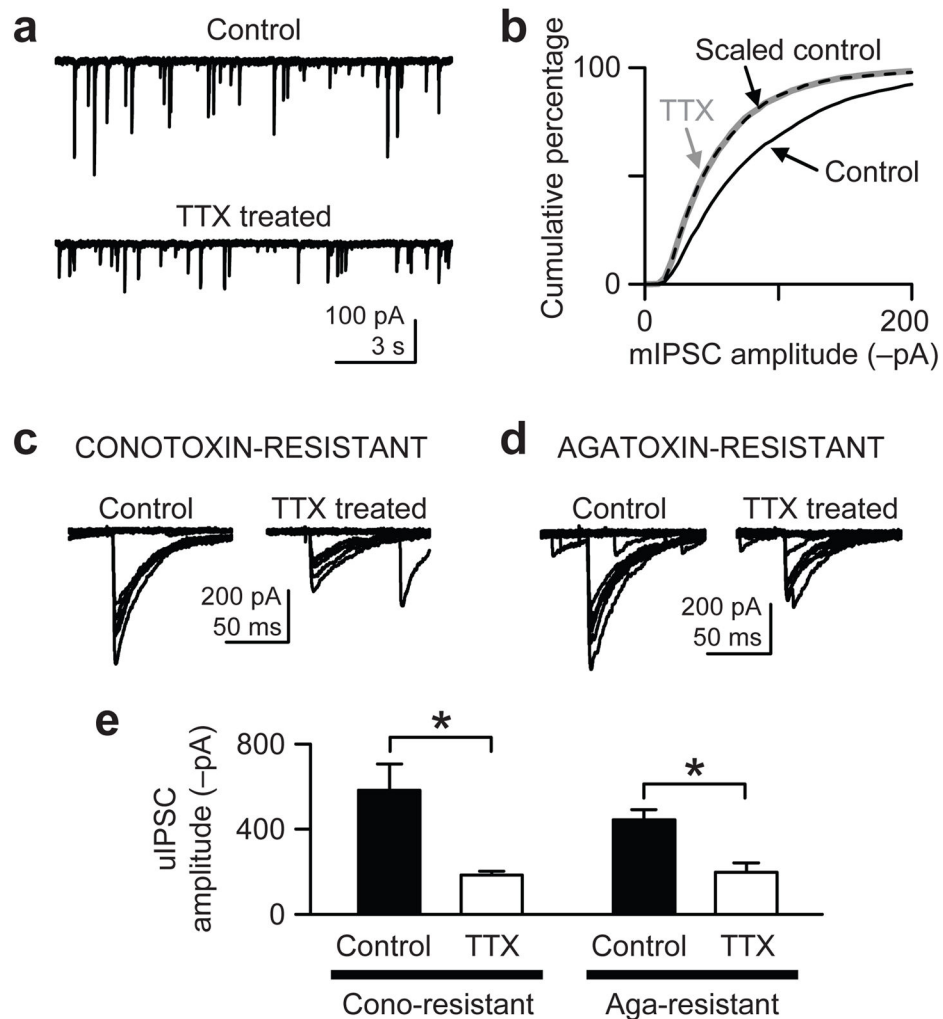 a
Control
TTX treated
100 pA
3 s
b
Cumulative percentage
100
0
Scaled control
TTX
Control
0
200
mIPSC amplitude (–pA)
c CONOTOXIN-RESISTANT
Control
TTX treated
200 pA
50 ms
d AGATOXIN-RESISTANT
Control
TTX treated
200 pA
50 ms
e
uIPSC
amplitude (–pA)
800
400
0
*
*
Control TTX Control TTX
Cono-resistant Aga-resistant